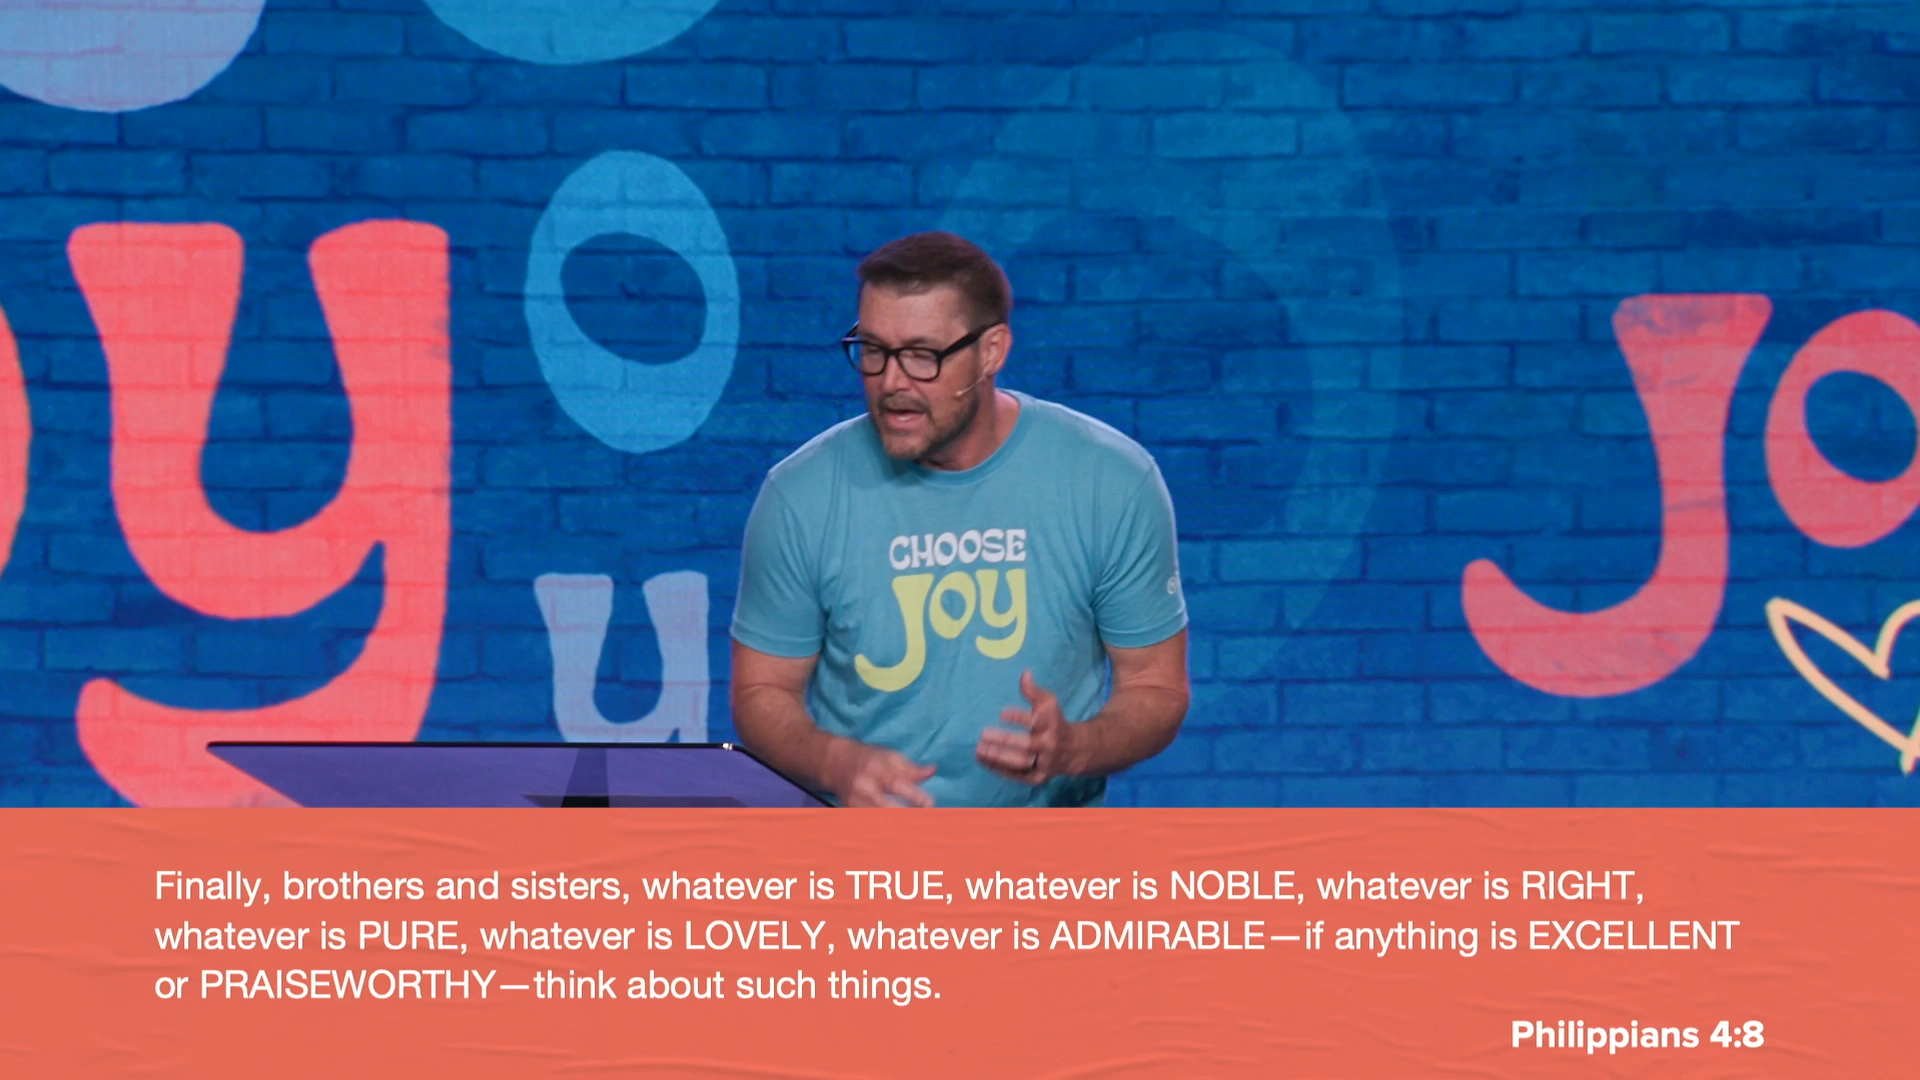 y
o
u
Jo
CHOOSE
Joy
Finally, brothers and sisters, whatever is TRUE, whatever is NOBLE, whatever is RIGHT,
whatever is PURE, whatever is LOVELY, whatever is ADMIRABLE—if anything is EXCELLENT
or PRAISEWORTHY—think about such things.
Philippians 4:8